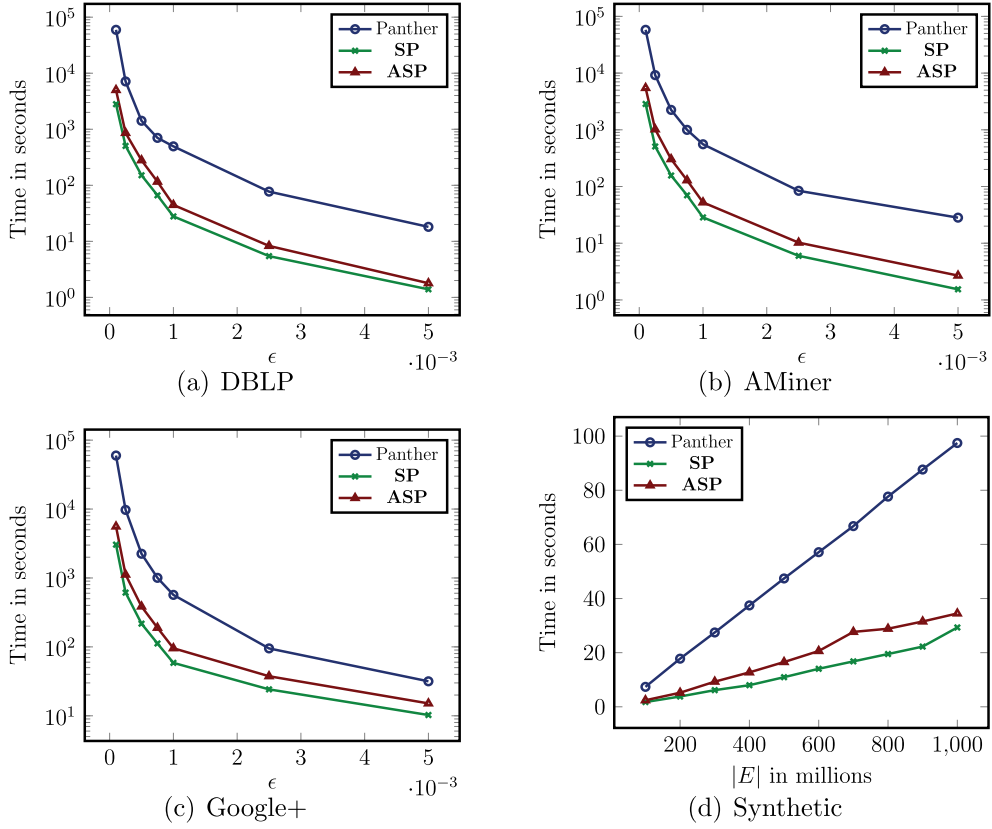 10^5
10^4
10^3
10^2
10^1
10^0
Time in seconds
Panther
SP
ASP
0 1 2 3 4 5
ϵ
·10^−3
(a) DBLP
10^5
10^4
10^3
10^2
10^1
10^0
Time in seconds
Panther
SP
ASP
0 1 2 3 4 5
ϵ
·10^−3
(b) AMiner
10^5
10^4
10^3
10^2
10^1
Time in seconds
Panther
SP
ASP
0 1 2 3 4 5
ϵ
·10^−3
(c) Google+
100
80
60
40
20
0
Time in seconds
Panther
SP
ASP
200 400 600 800 1,000
|E| in millions
(d) Synthetic